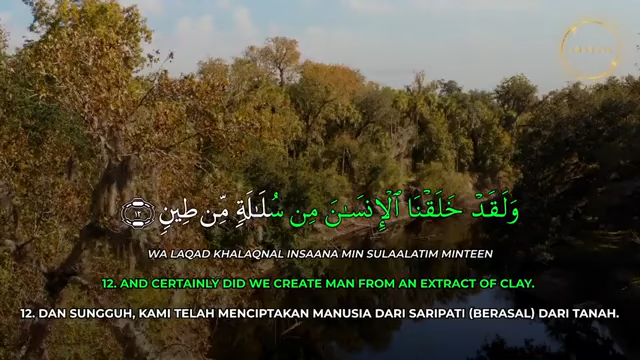 وَلَقَدْ خَلَقْنَا ٱلْإِنسَـٰنَ مِن سُلَـٰلَةٍ مِّن طِينٍ ١٢
WA LAQAD KHALAQNAL INSAANA MIN SULAALATIM MINTEEN
12. AND CERTAINLY DID WE CREATE MAN FROM AN EXTRACT OF CLAY.
12. DAN SUNGGUH, KAMI TELAH MENCIPTAKAN MANUSIA DARI SARIPATI (BERASAL) DARI TANAH.